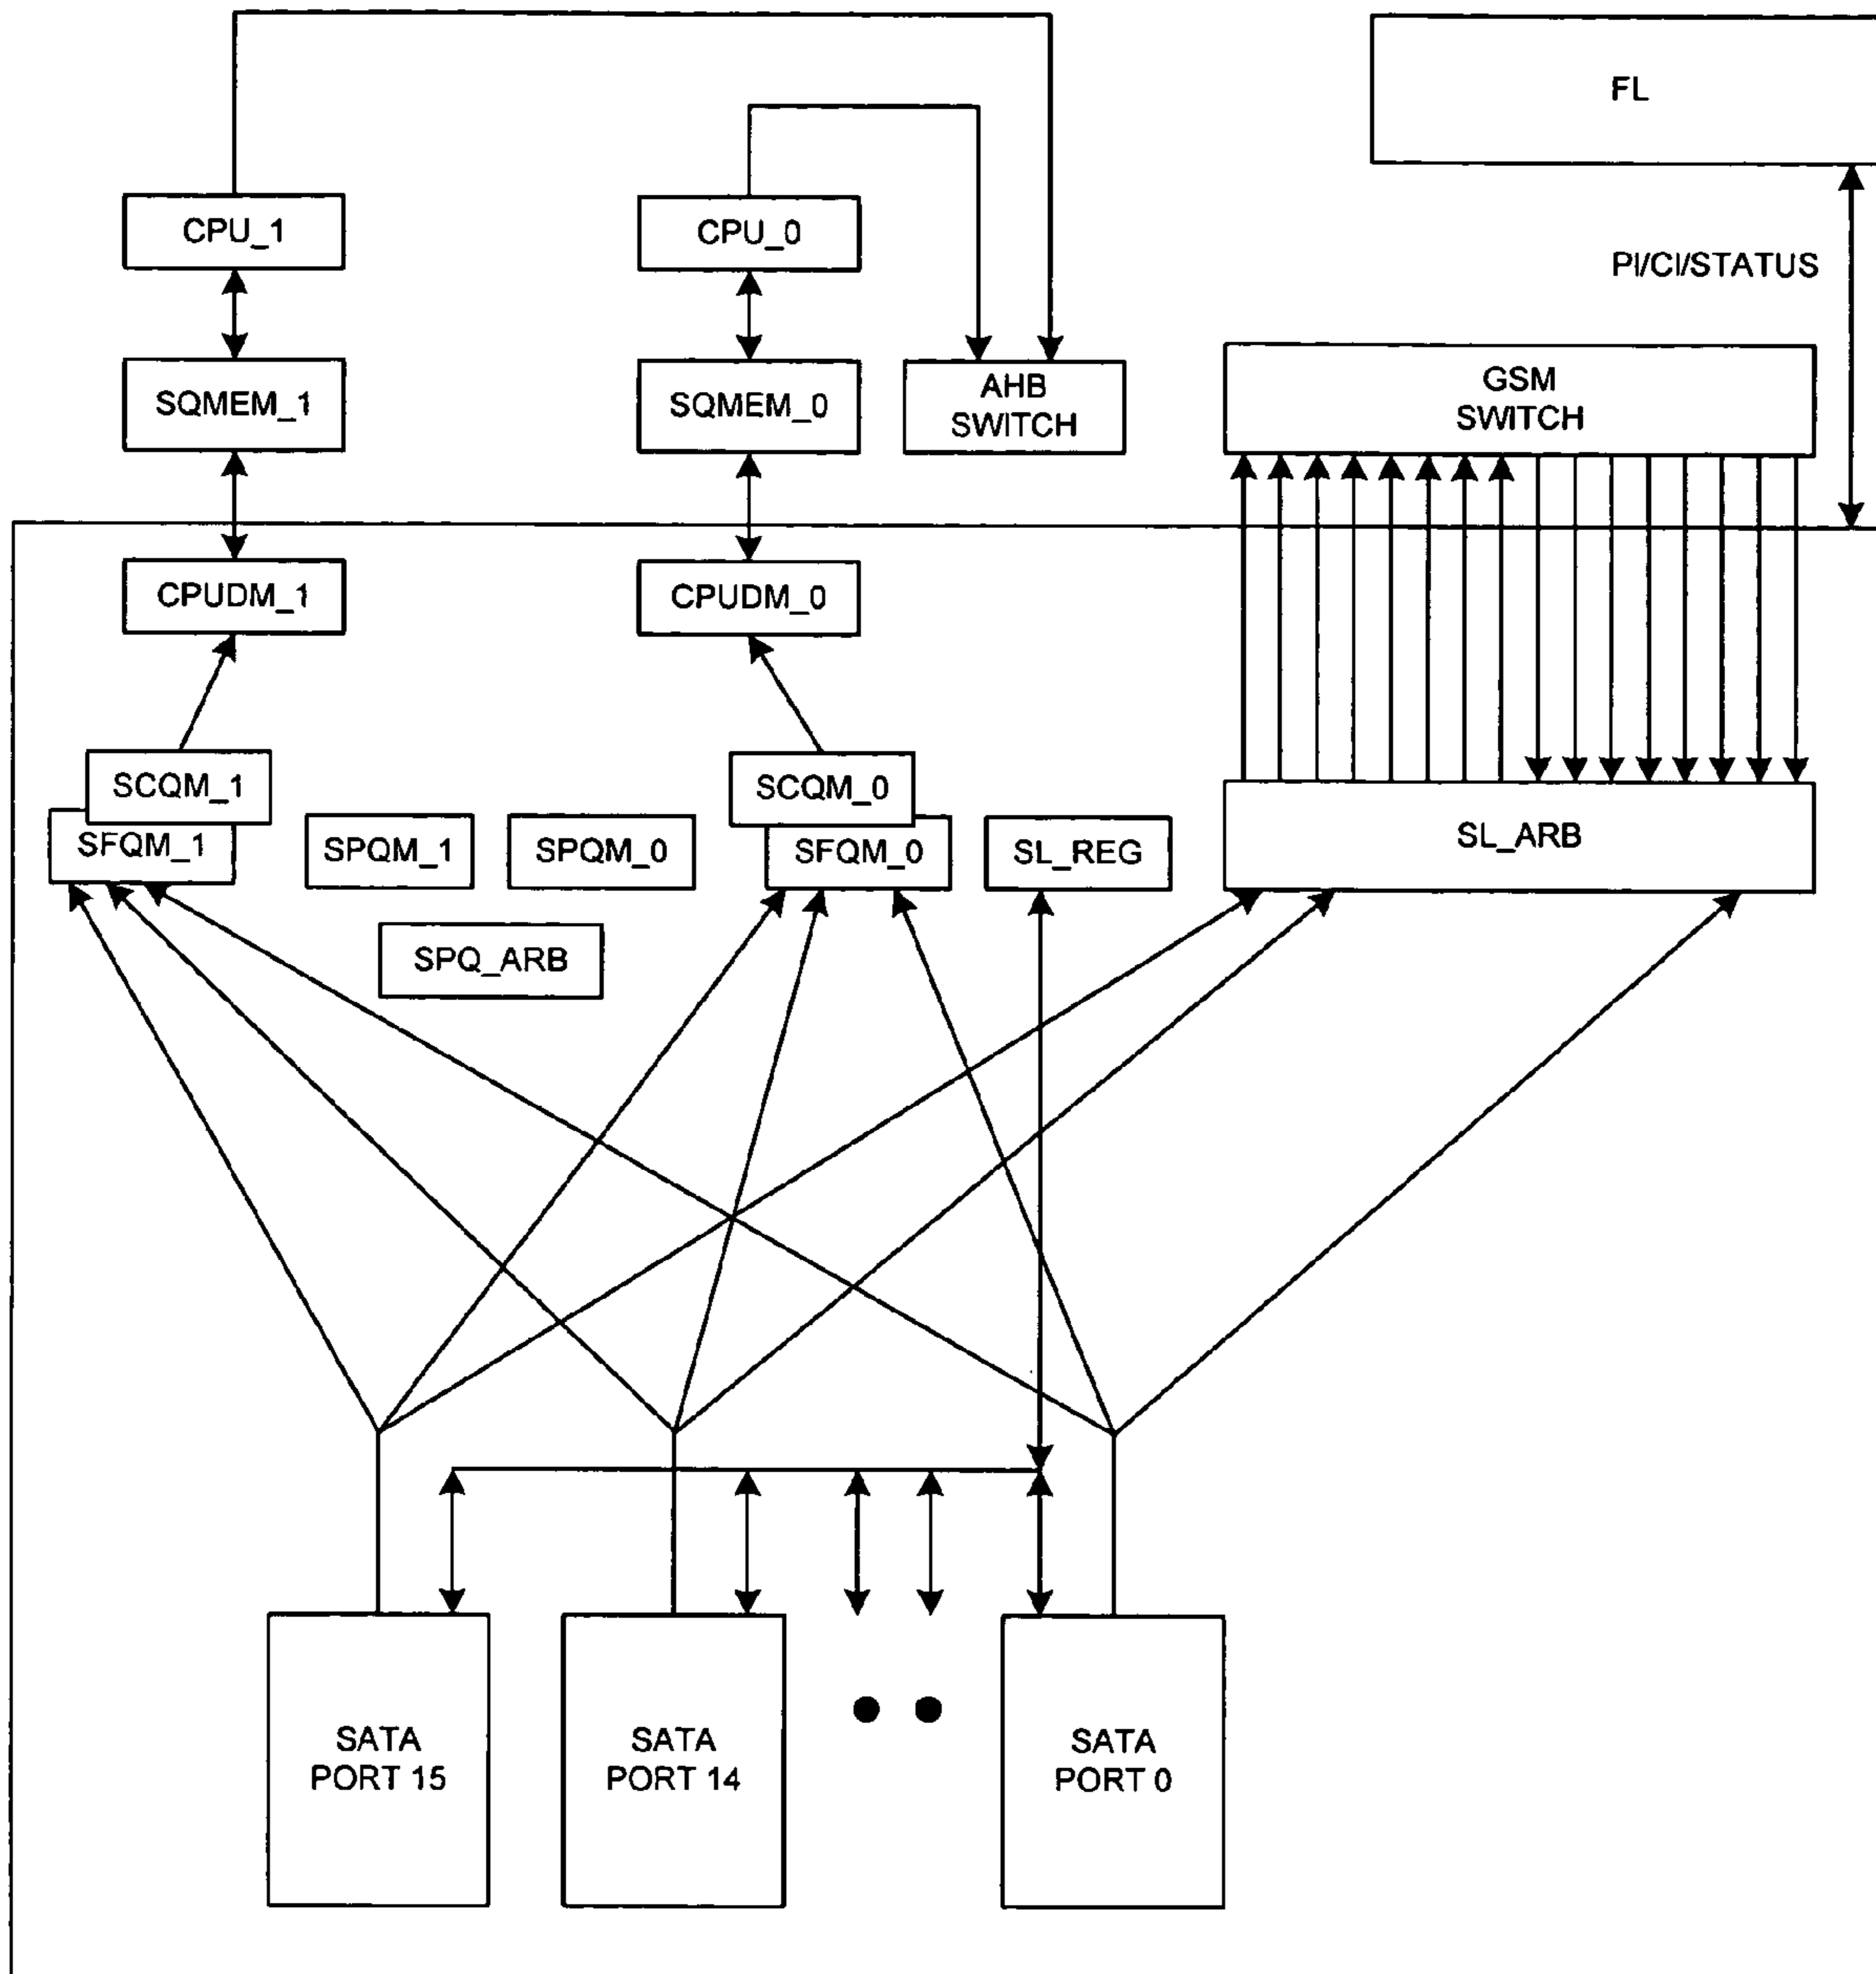 FL
CPU_1
CPU_0
PI/CI/STATUS
SQMEM_1
SQMEM_0
AHB
SWITCH
GSM
SWITCH
CPUDM_1
CPUDM_0
SCQM_1
SFQM_1
SPQM_1
SPQM_0
SCQM_0
SFQM_0
SL_REG
SL_ARB
SPQ_ARB
SATA
PORT 15
SATA
PORT 14
SATA
PORT 0